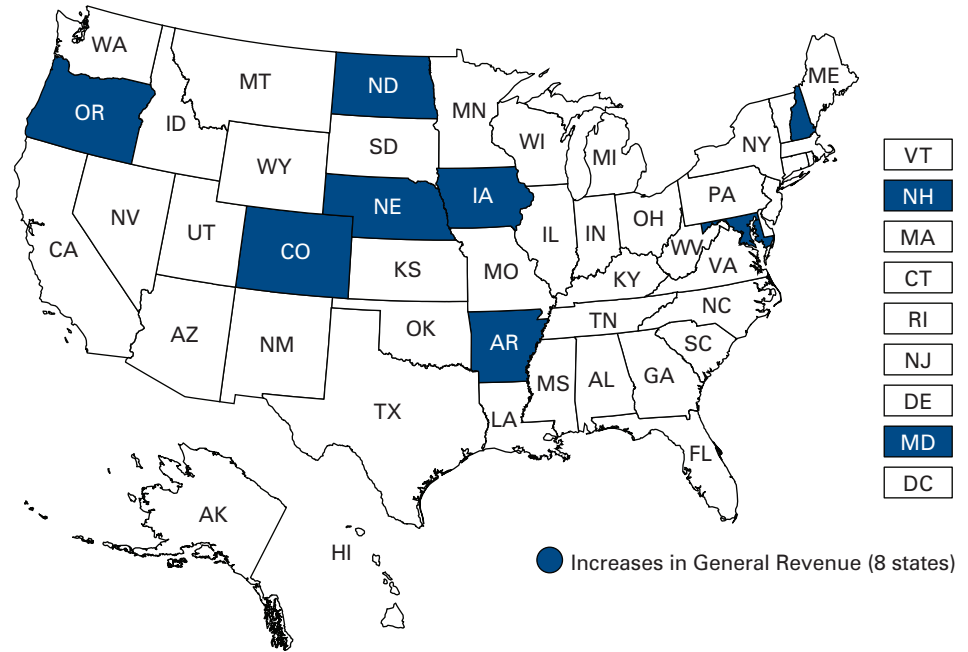 WA
MT
ND
MN
ME
OR
ID
SD
WI
MI
NY
WY
NE
IA
PA
NV
UT
CO
IL
IN
OH
CA
KS
MO
WV
VA
KY
AZ
NM
OK
AR
TN
NC
SC
TX
LA
MS
AL
GA
FL
AK
HI
VT
NH
MA
CT
RI
NJ
DE
MD
DC
Increases in General Revenue (8 states)